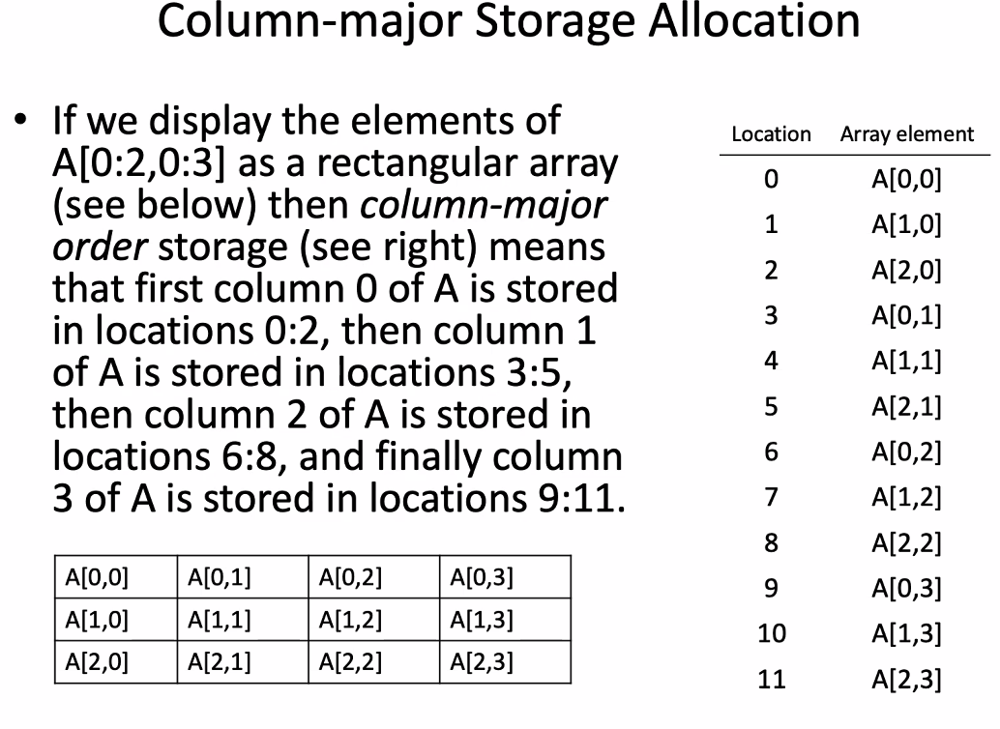 Column-major Storage Allocation
• If we display the elements of
A[0:2,0:3] as a rectangular array
(see below) then column-major
order storage (see right) means
that first column 0 of A is stored
in locations 0:2, then column 1
of A is stored in locations 3:5,
then column 2 of A is stored in
locations 6:8, and finally column
3 of A is stored in locations 9:11.
A[0,0] A[0,1] A[0,2] A[0,3]
A[1,0] A[1,1] A[1,2] A[1,3]
A[2,0] A[2,1] A[2,2] A[2,3]
Location Array element
0 A[0,0]
1 A[1,0]
2 A[2,0]
3 A[0,1]
4 A[1,1]
5 A[2,1]
6 A[0,2]
7 A[1,2]
8 A[2,2]
9 A[0,3]
10 A[1,3]
11 A[2,3]